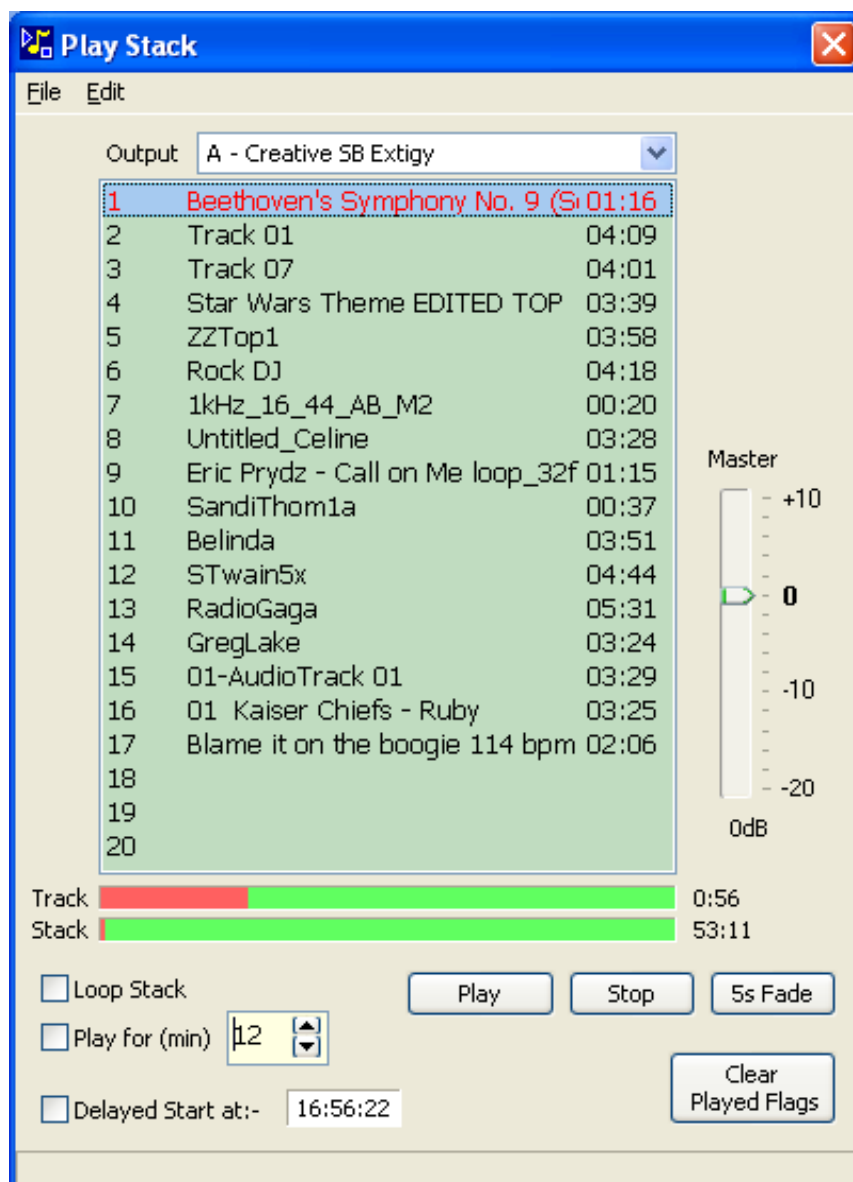 Play Stack
File Edit
Output A - Creative SB Extigy
1 Beethoven's Symphony No. 9 (S 01:16
2 Track 01 04:09
3 Track 07 04:01
4 Star Wars Theme EDITED TOP 03:39
5 ZZTop1 03:58
6 Rock DJ 04:18
7 1kHz_16_44_AB_M2 00:20
8 Untitled_Celine 03:28
9 Eric Prydz - Call on Me loop_32f 01:15
10 SandiThom1a 00:37
11 Belinda 03:51
12 STwain5x 04:44
13 RadioGaga 05:31
14 GregLake 03:24
15 01-AudioTrack 01 03:29
16 01 Kaiser Chiefs - Ruby 03:25
17 Blame it on the boogie 114 bpm 02:06
18
19
20
Master
+10
0
-10
-20
0dB
Track 0:56
Stack 53:11
Loop Stack
Play Stop 5s Fade
Play for (min) 12
Delayed Start at:- 16:56:22
Clear
Played Flags